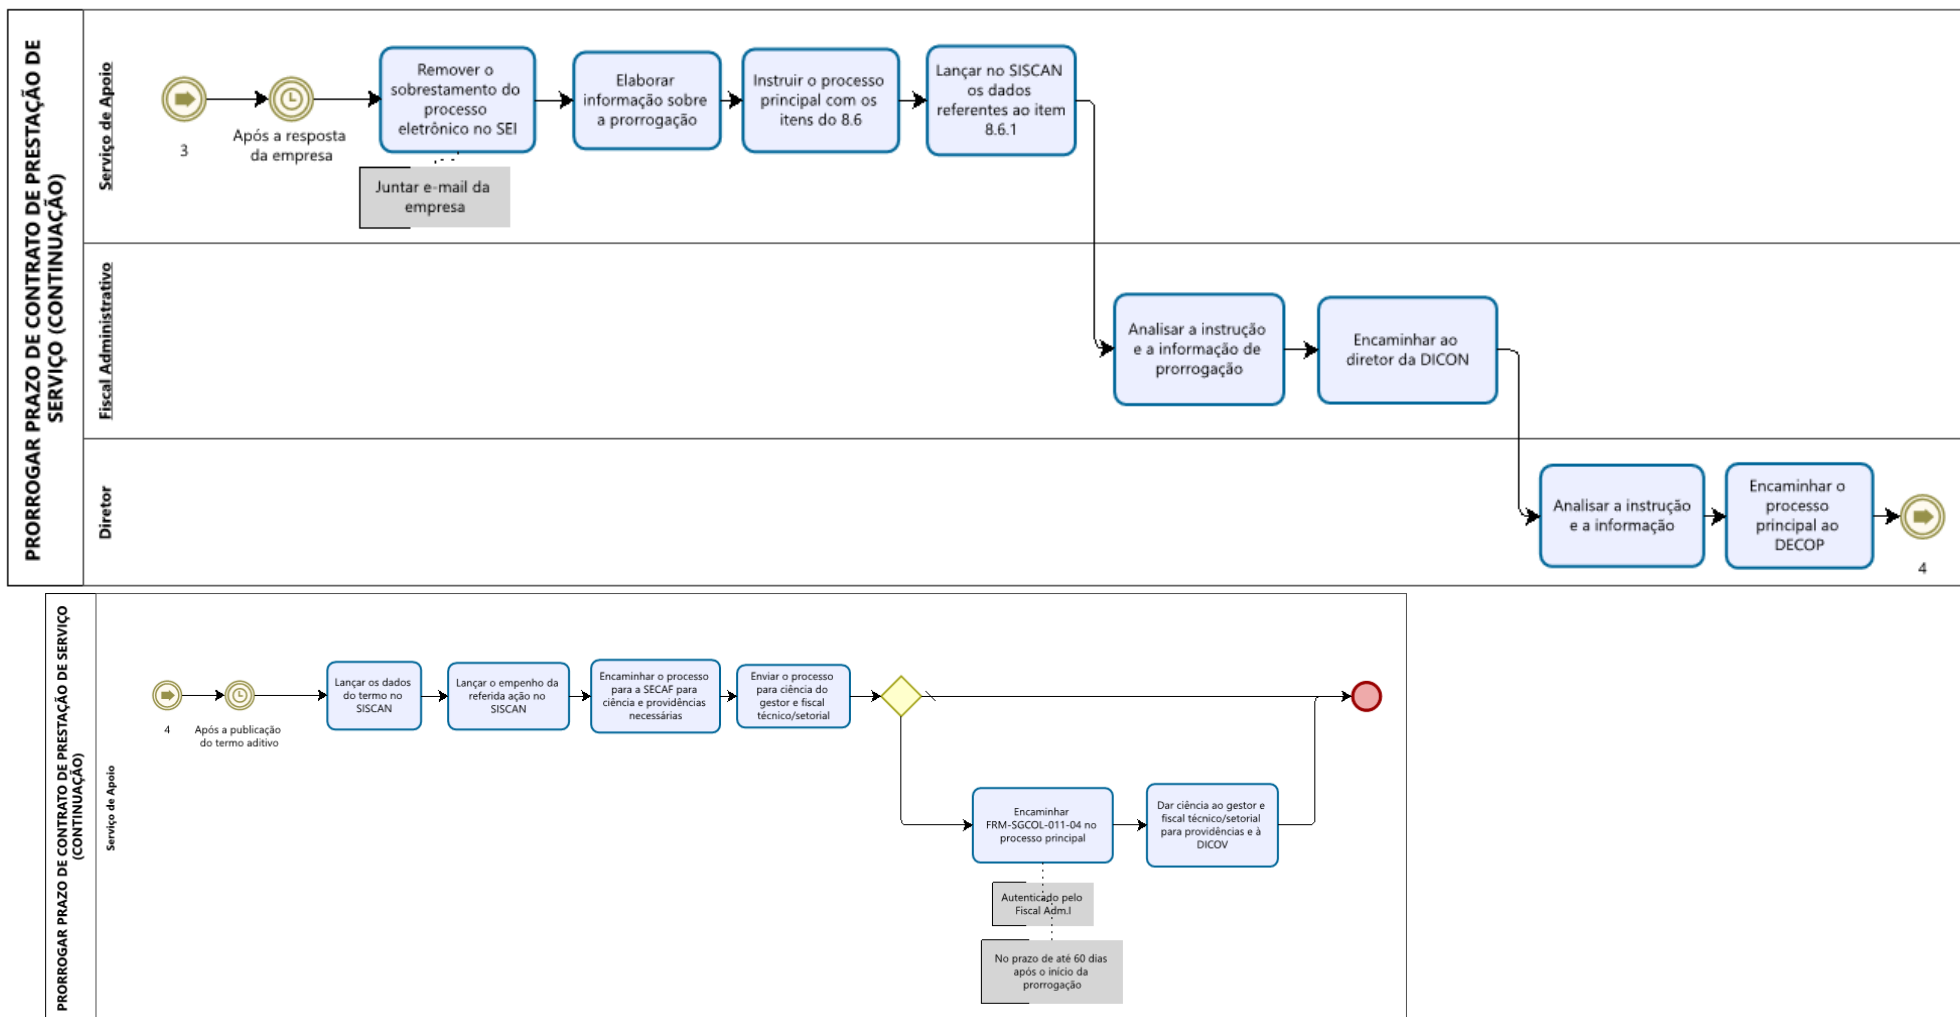 PRORROGAR PRAZO DE CONTRATO DE PRESTAÇÃO DE
SERVIÇO (CONTINUAÇÃO)
Serviço de Apoio
3
Após a resposta
da empresa
Remover o
sobrestamento do
processo
eletrônico no SEI
Juntar e-mail da
empresa
Elaborar
informação sobre
a prorrogação
Instruir o processo
principal com os
itens do 8.6
Lançar no SISCAN
os dados
referentes ao item
8.6.1
Fiscal Administrativo
Analisar a instrução
e a informação de
prorrogação
Encaminhar ao
diretor da DICON
Diretor
Analisar a instrução
e a informação
Encaminhar o
processo
principal ao
DECOP
4
PRORROGAR PRAZO DE CONTRATO DE PRESTAÇÃO DE SERVIÇO
(CONTINUAÇÃO)
Serviço de Apoio
4
Após a publicação
do termo aditivo
Lançar os dados
do termo no
SISCAN
Lançar o empenho da
referida ação no
SISCAN
Encaminhar o processo
para a SECAF para
ciência e providências
necessárias
Enviar o processo
para ciência do
gestor e fiscal
técnico/setorial
Encaminhar
FRM-SGCOL-011-04 no
processo principal
Dar ciência ao gestor e
fiscal técnico/setorial
para providências e à
DICOV
Autenticado pelo
Fiscal Adm.I
No prazo de até 60 dias
após o início da
prorrogação